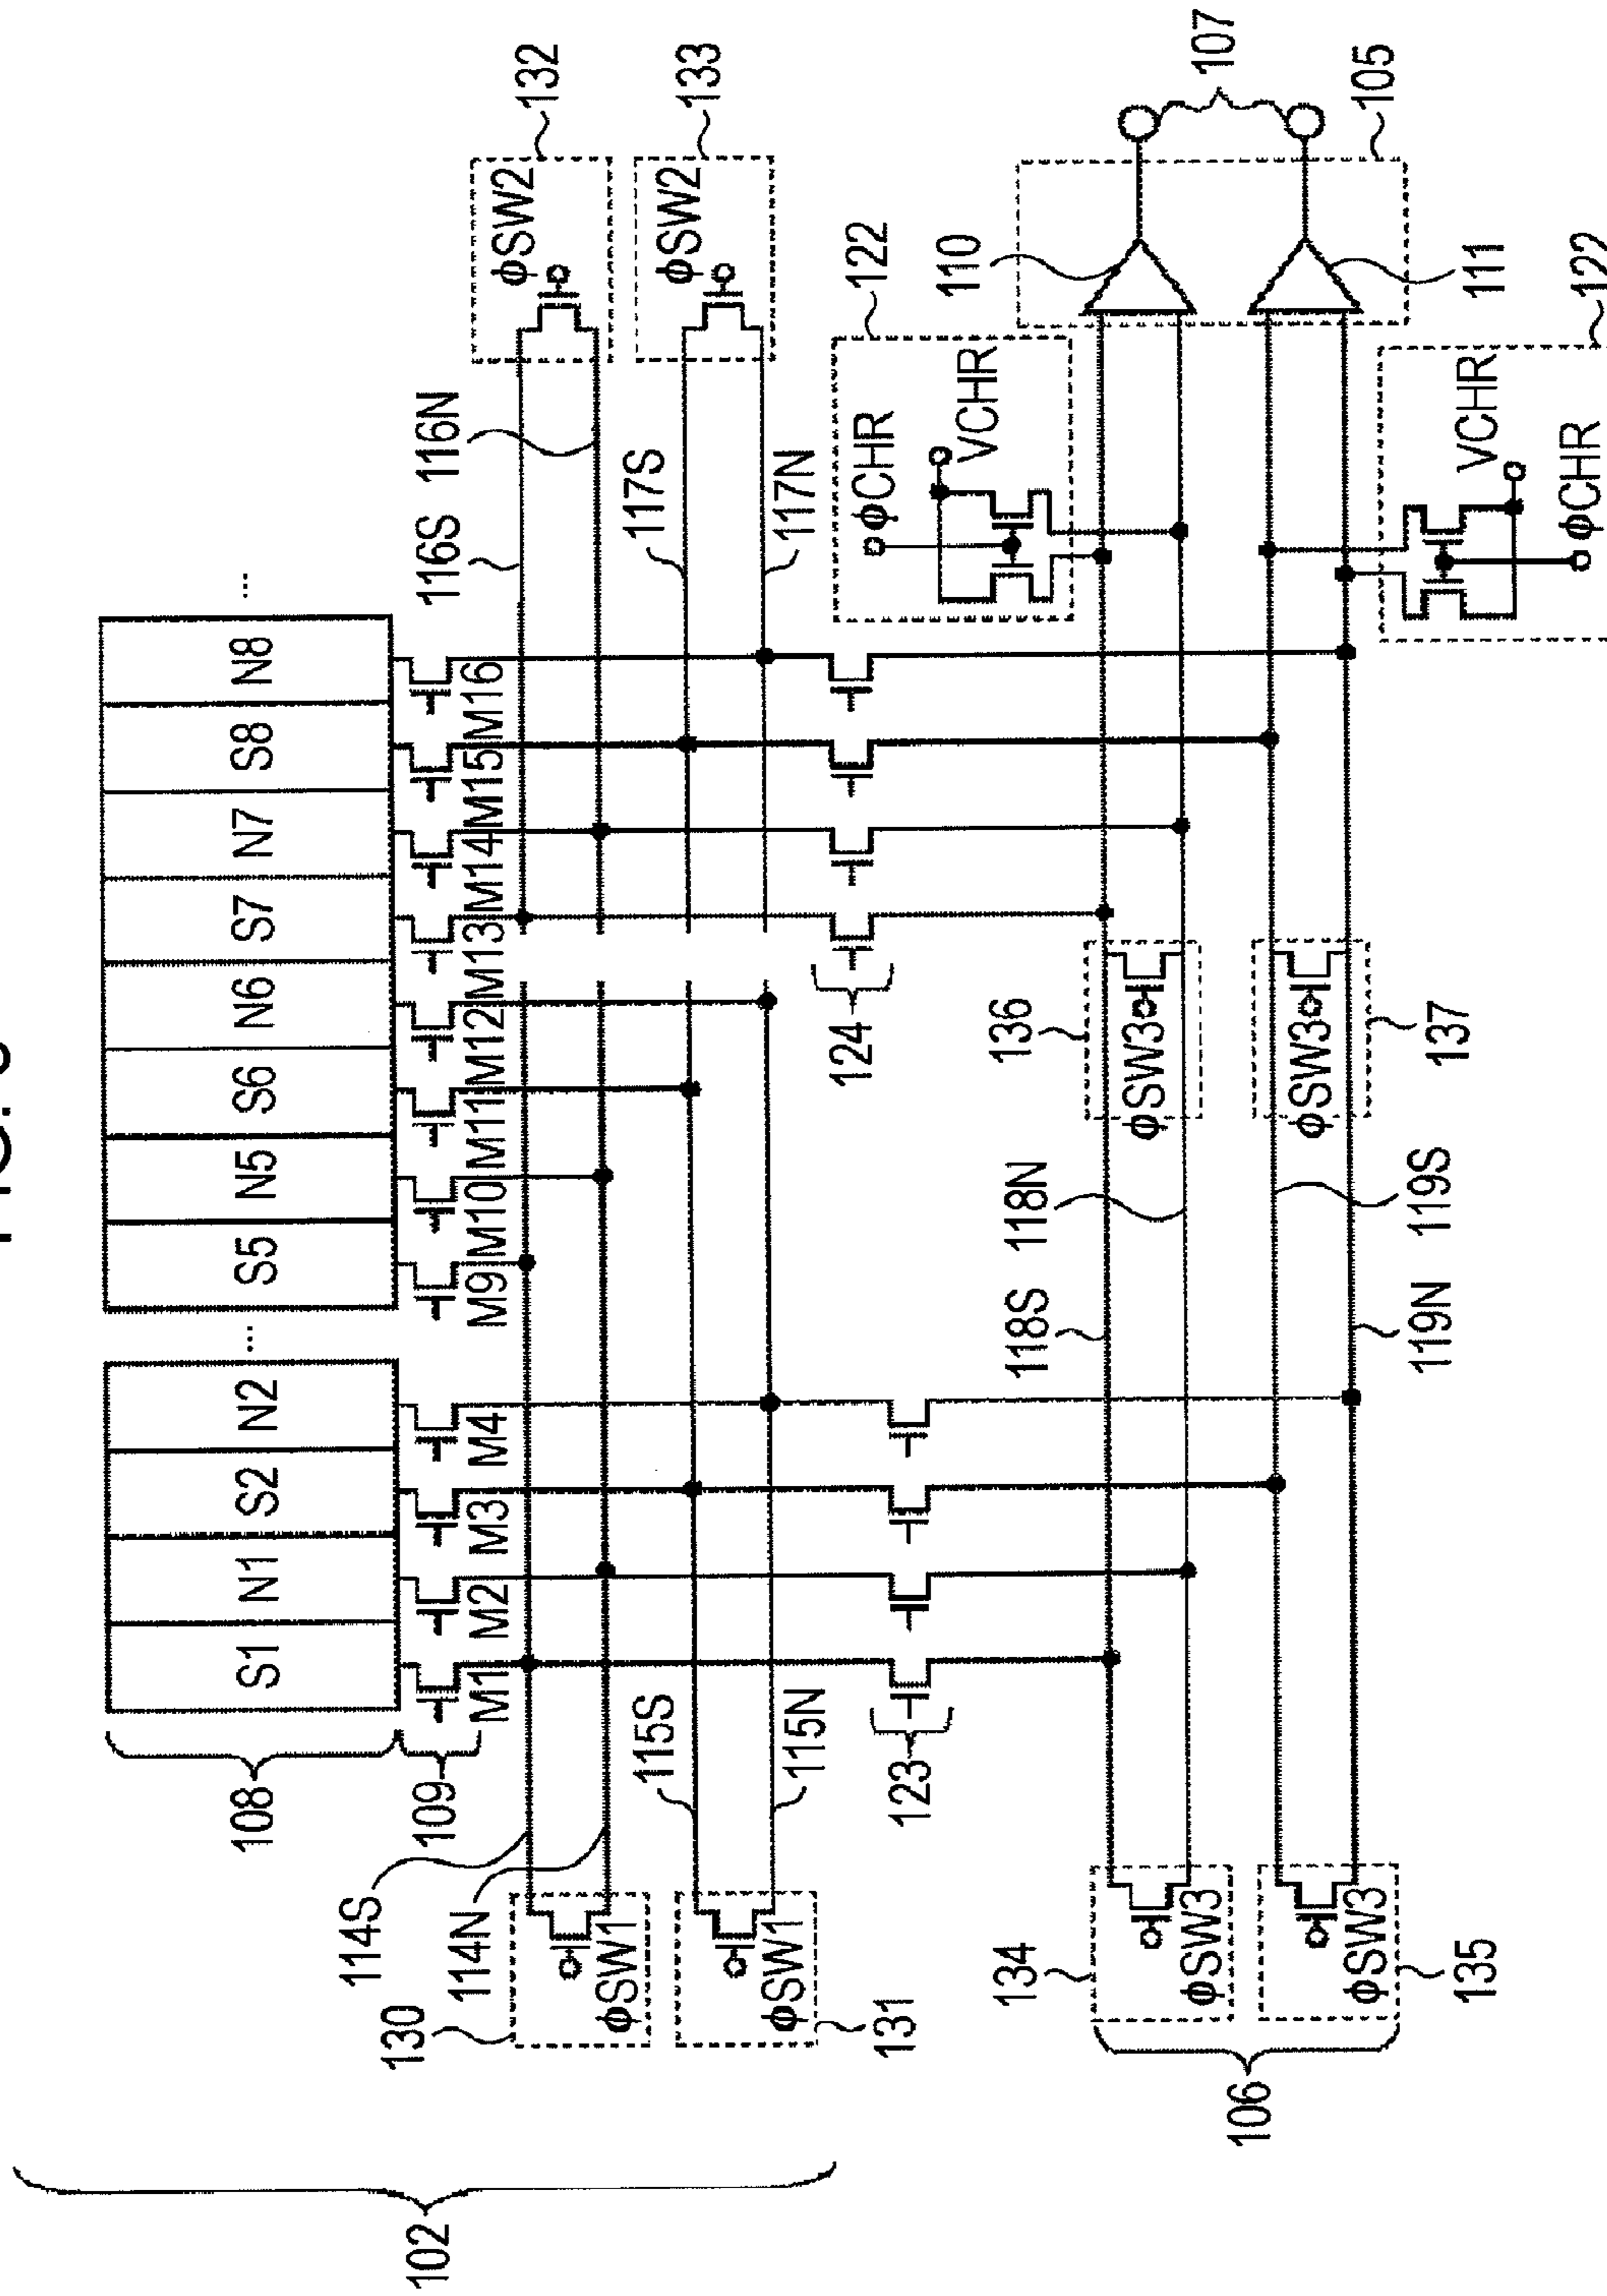 102
108
109
S1
N1
S2
N2
...
S5
N5
S6
N6
S7
N7
S8
N8
...
M1
M2
M3
M4
M9
M10
M11
M12
M13
M14
M15
M16
114S
114N
130
φSW1
115S
115N
φSW1
131
116S
116N
φSW2
132
117S
117N
φSW2
133
123
124
122
φCHR
VCHR
110
107
105
111
118S
118N
136
φSW3
φSW3
137
119S
119N
134
φSW3
φSW3
135
106
VCHR
φCHR
122